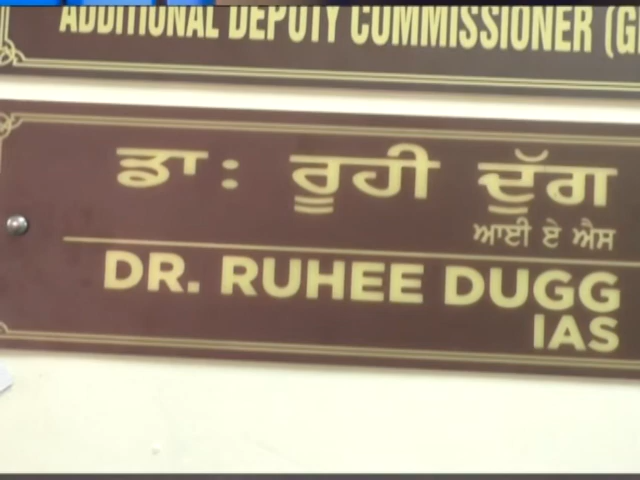 ADDITIONAL DEPUTY COMMISSIONER
ਡਾ: ਰੂਹੀ ਦੁੱਗ
ਆਈ ਏ ਐਸ
DR. RUHEE DUGG
IAS